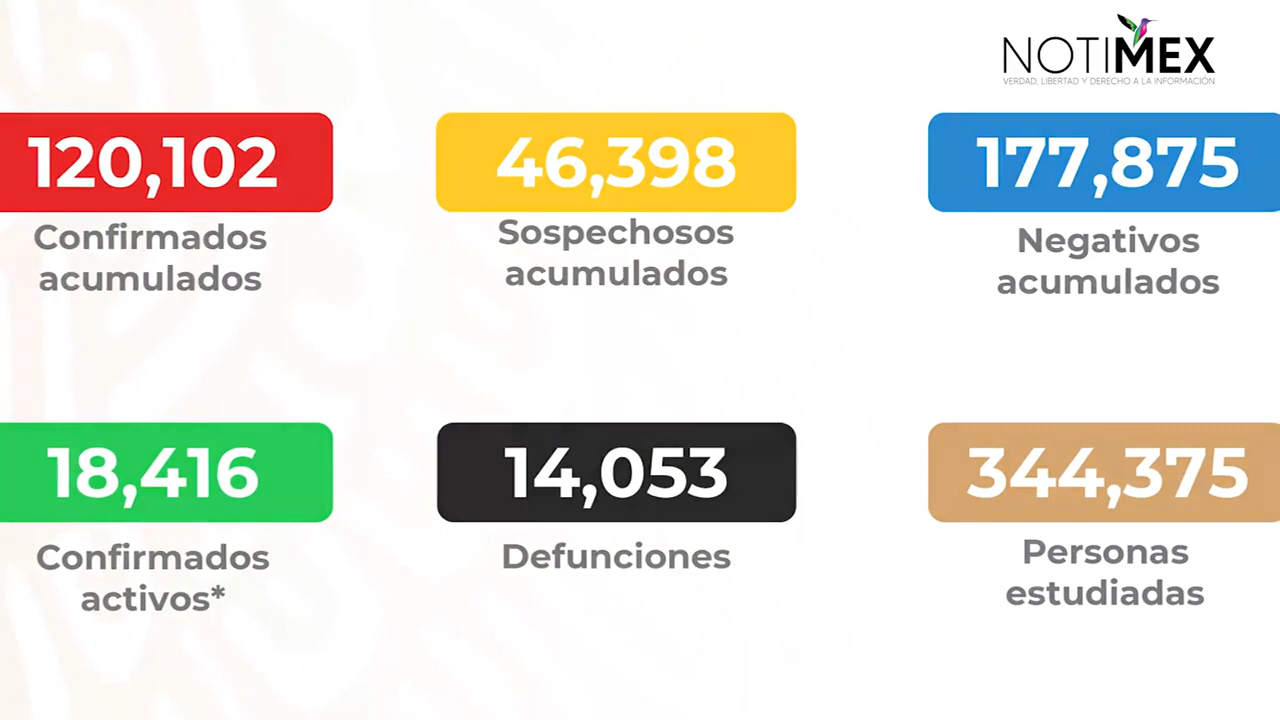 NOTIMEX
VERDAD, LIBERTAD Y DERECHO A LA INFORMACIÓN
120,102
46,398
177,875
Confirmados
acumulados
Sospechosos
acumulados
Negativos
acumulados
18,416
14,053
344,375
Confirmados
activos*
Defunciones
Personas
estudiadas